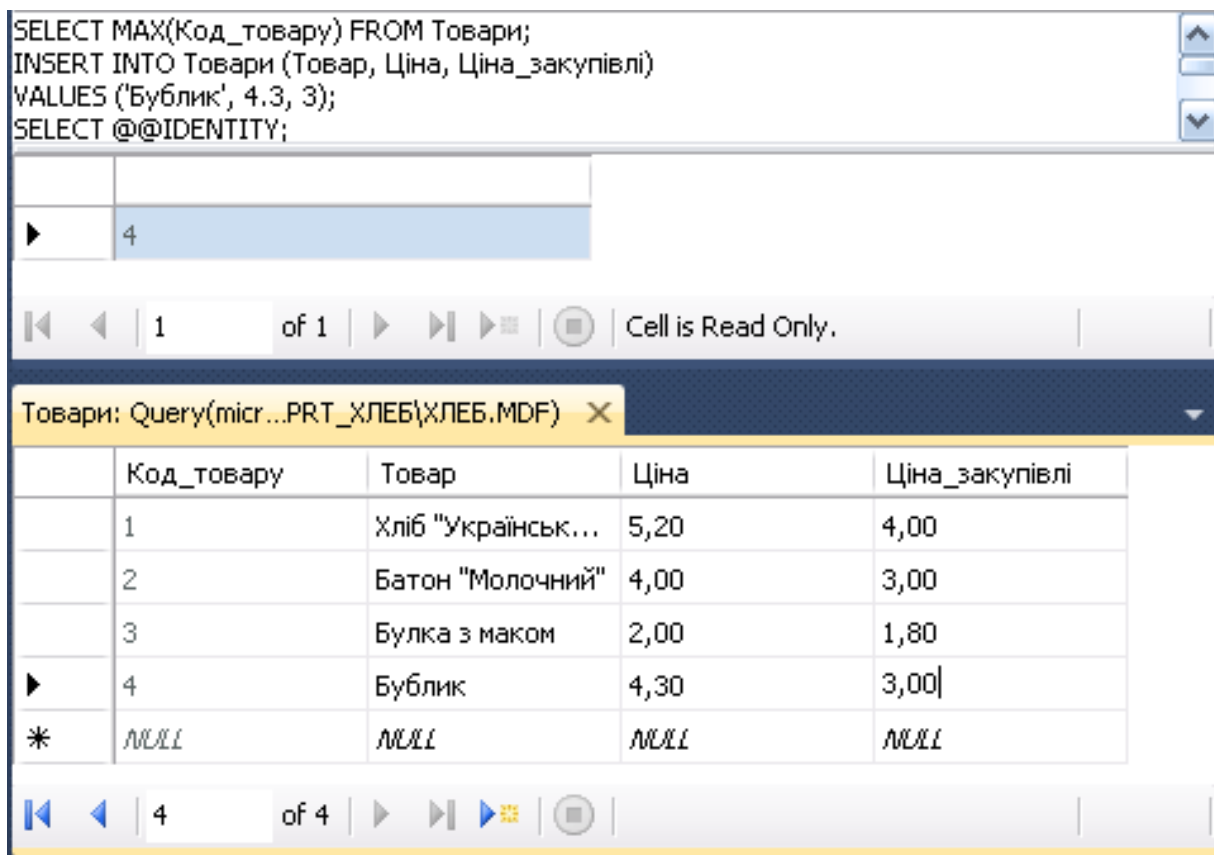 SELECT MAX(Код_товару) FROM Товари;
INSERT INTO Товари (Товар, Ціна, Ціна_закупівлі)
VALUES ('Бублик', 4.3, 3);
SELECT @@IDENTITY;
4
1 of 1 Cell is Read Only.
Товари: Query(micr...PRT_ХЛЕБ\ХЛЕБ.MDF)
Код_товару Товар Ціна Ціна_закупівлі
1 Хліб "Українськ... 5,20 4,00
2 Батон "Молочний" 4,00 3,00
3 Булка з маком 2,00 1,80
4 Бублик 4,30 3,00
NULL NULL NULL NULL
4 of 4